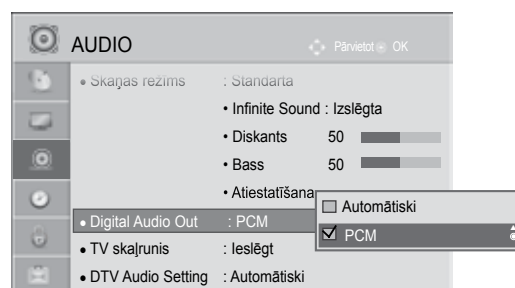 AUDIO
Pārvietot OK
• Skaņas režīms : Standarta
• Infinite Sound : Izslēgta
• Diskants 50
• Bass 50
• Atiestatīšana
• Digital Audio Out : PCM
Automātiski
PCM
• TV skaļrunis : Ieslēgt
• DTV Audio Setting : Automātiski